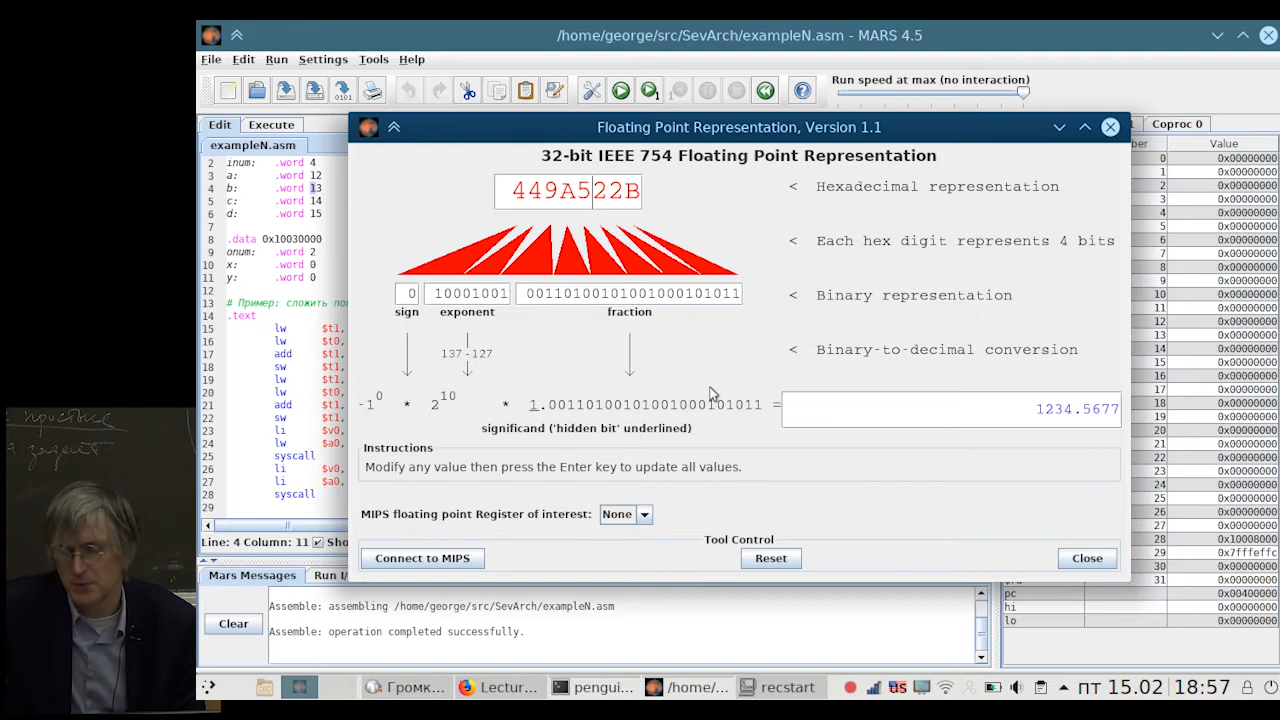 /home/george/src/SevArch/exampleN.asm - MARS 4.5
File Edit Run Settings Tools Help
Run speed at max (no interaction)
Edit Execute
Coproc 0
exampleN.asm
Floating Point Representation, Version 1.1
32-bit IEEE 754 Floating Point Representation
449A522B
< Hexadecimal representation
< Each hex digit represents 4 bits
0 10001001 00110100101001000101011
< Binary representation
sign exponent fraction
137-127
< Binary-to-decimal conversion
-1 0 * 2 10 * 1.00110100101001000101011 = 1234.5677
significand ('hidden bit' underlined)
Instructions
Modify any value then press the Enter key to update all values.
MIPS floating point Register of interest: None
Tool Control
Connect to MIPS Reset Close
2 inum: .word 4
3 a: .word 12
4 b: .word 13
5 c: .word 14
6 d: .word 15
7
8 .data 0x10030000
9 onum: .word 2
10 x: .word 0
11 y: .word 0
12
13 # Пример: сложить
14 .text
15 lw $t1,
16 lw $t0,
17 add $t1,
18 sw $t1,
19 lw $t1,
20 lw $t0,
21 add $t1,
22 sw $t1,
23 li $v0,
24 lw $a0,
25 syscall
26 li $v0,
27 li $a0,
28 syscall
29
Line: 4 Column: 11
Mars Messages Run I/
Clear
Assemble: assembling /home/george/src/SevArch/exampleN.asm
Assemble: operation completed successfully.
Value
0 0x00000000
1 0x00000000
2 0x00000000
3 0x00000000
4 0x00000000
5 0x00000000
6 0x00000000
7 0x00000000
8 0x00000000
9 0x00000000
10 0x00000000
11 0x00000000
12 0x00000000
13 0x00000000
14 0x00000000
15 0x00000000
16 0x00000000
17 0x00000000
18 0x00000000
19 0x00000000
20 0x00000000
21 0x00000000
22 0x00000000
23 0x00000000
24 0x00000000
25 0x00000000
26 0x00000000
27 0x00000000
28 0x10008000
29 0x7fffeffc
30 0x00000000
31 0x00000000
pc 0x00400000
hi 0x00000000
lo 0x00000000
Громк... Lectur... pengui... /home/... recstart US ПТ 15.02 18:57